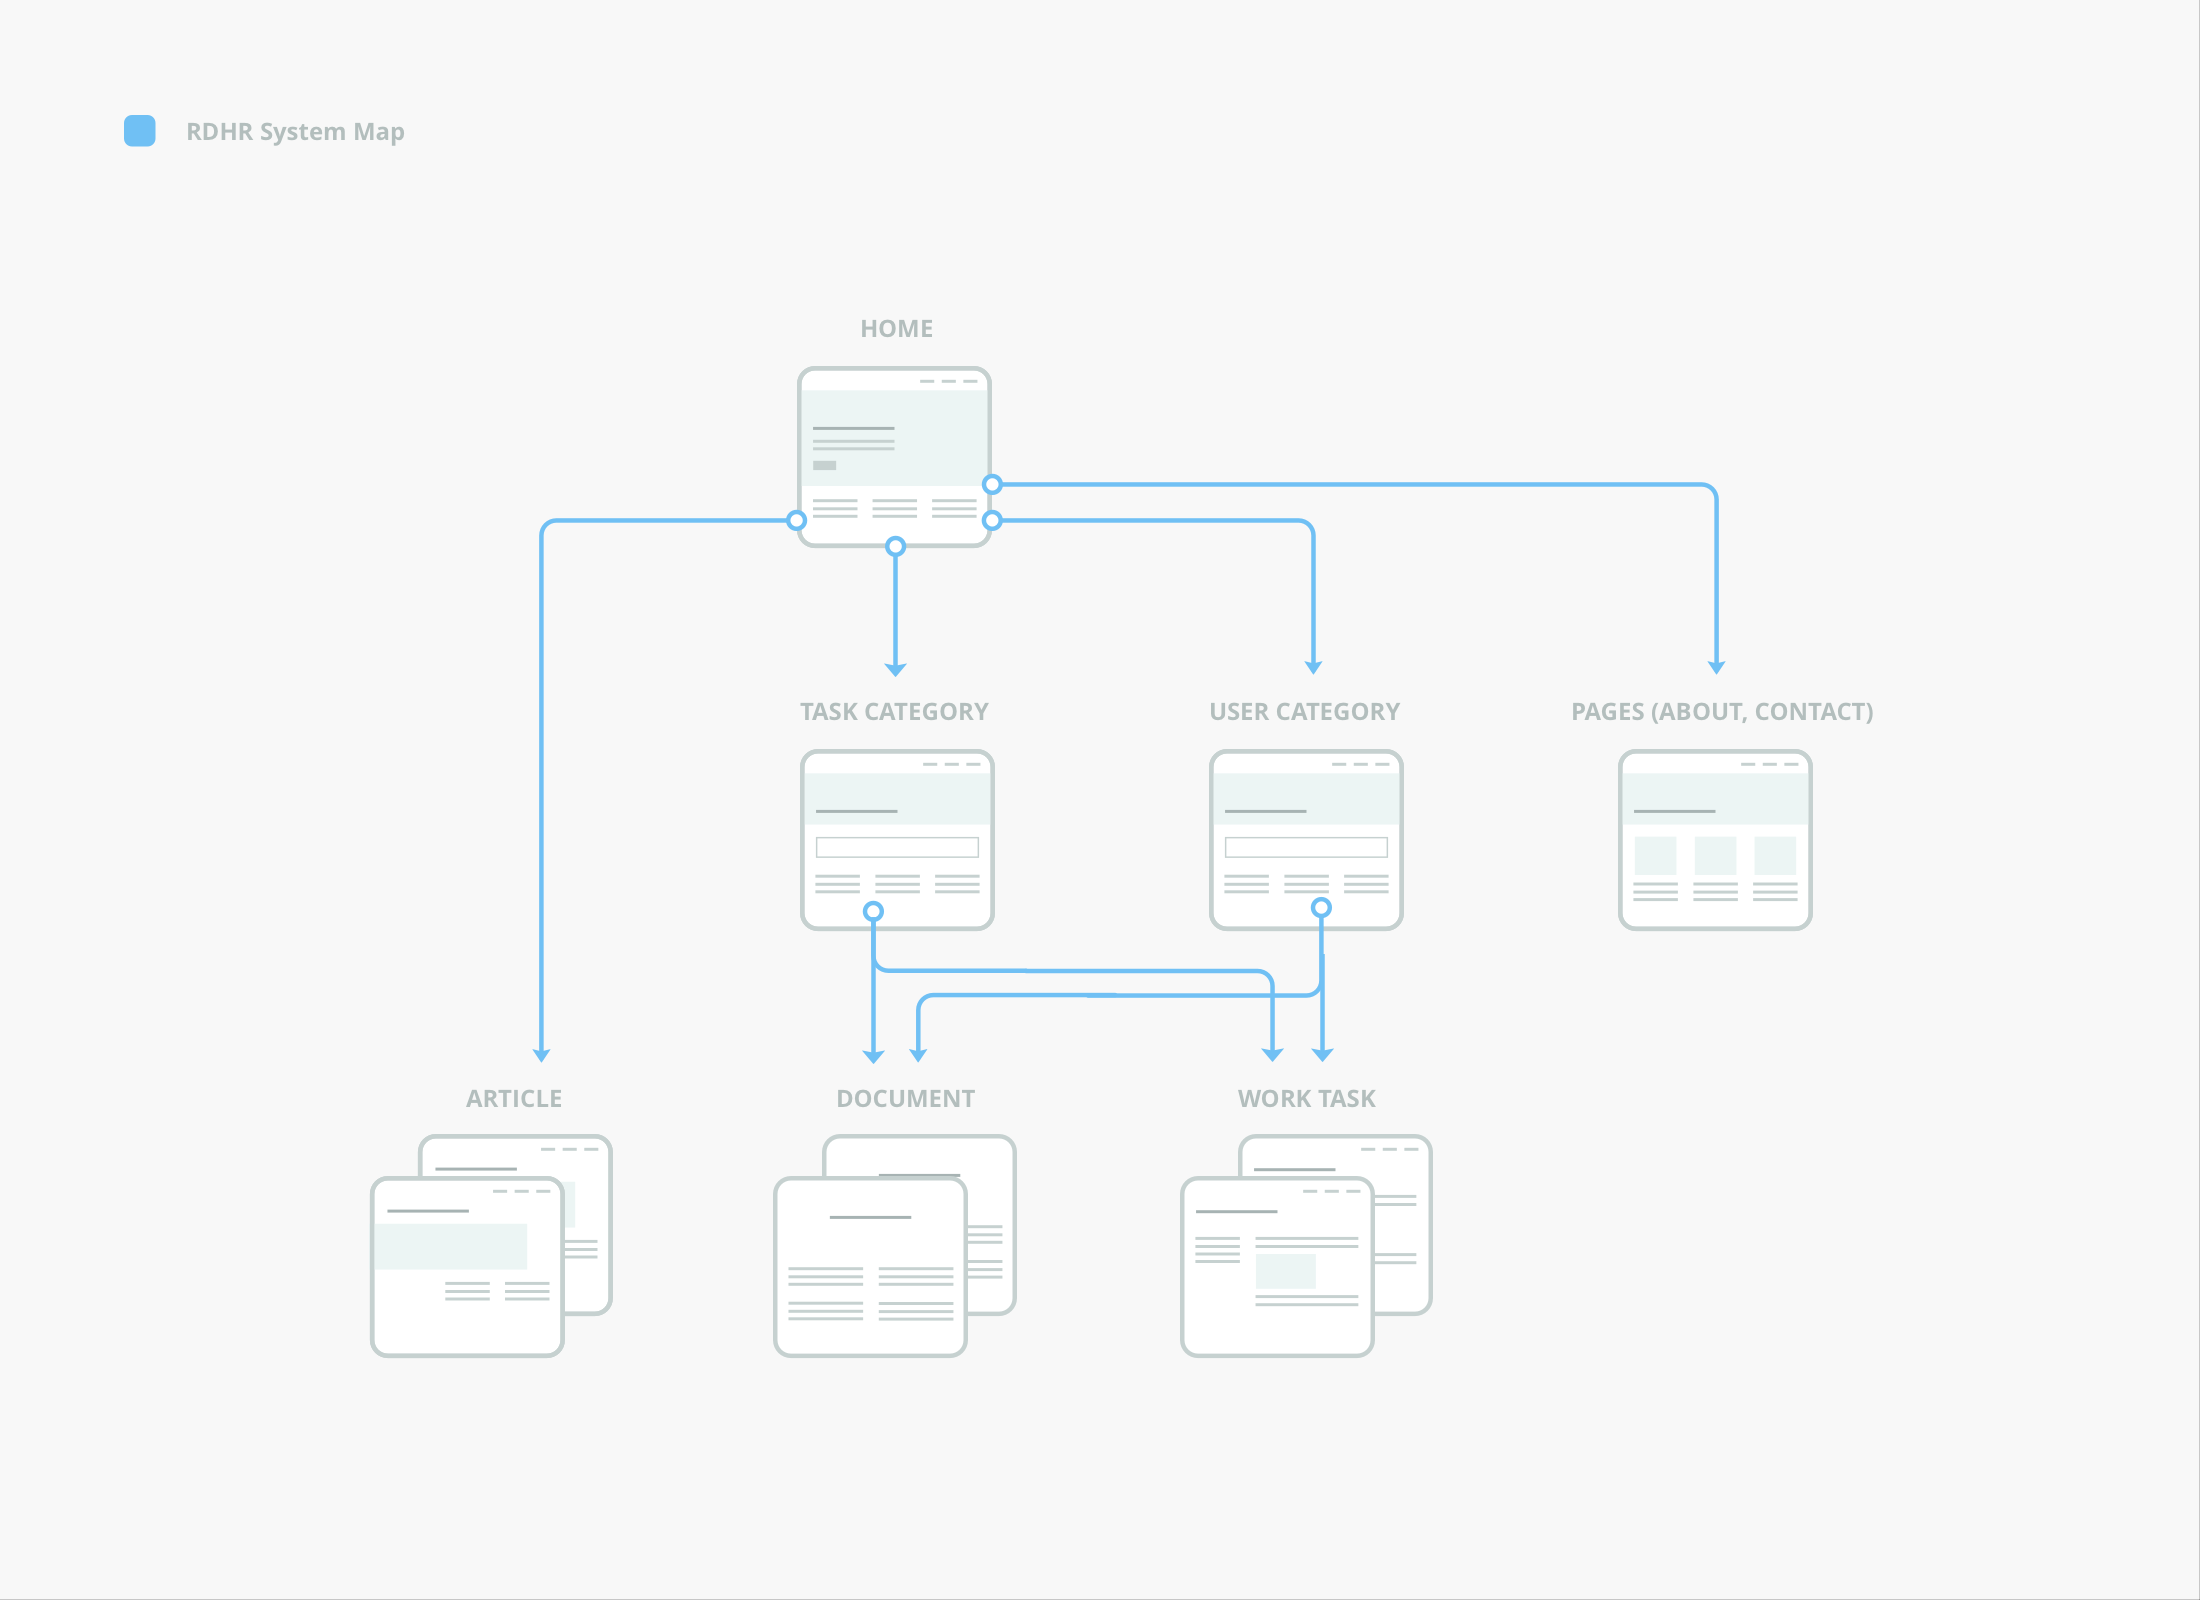 RDHR System Map
HOME
TASK CATEGORY
USER CATEGORY
PAGES (ABOUT, CONTACT)
ARTICLE
DOCUMENT
WORK TASK